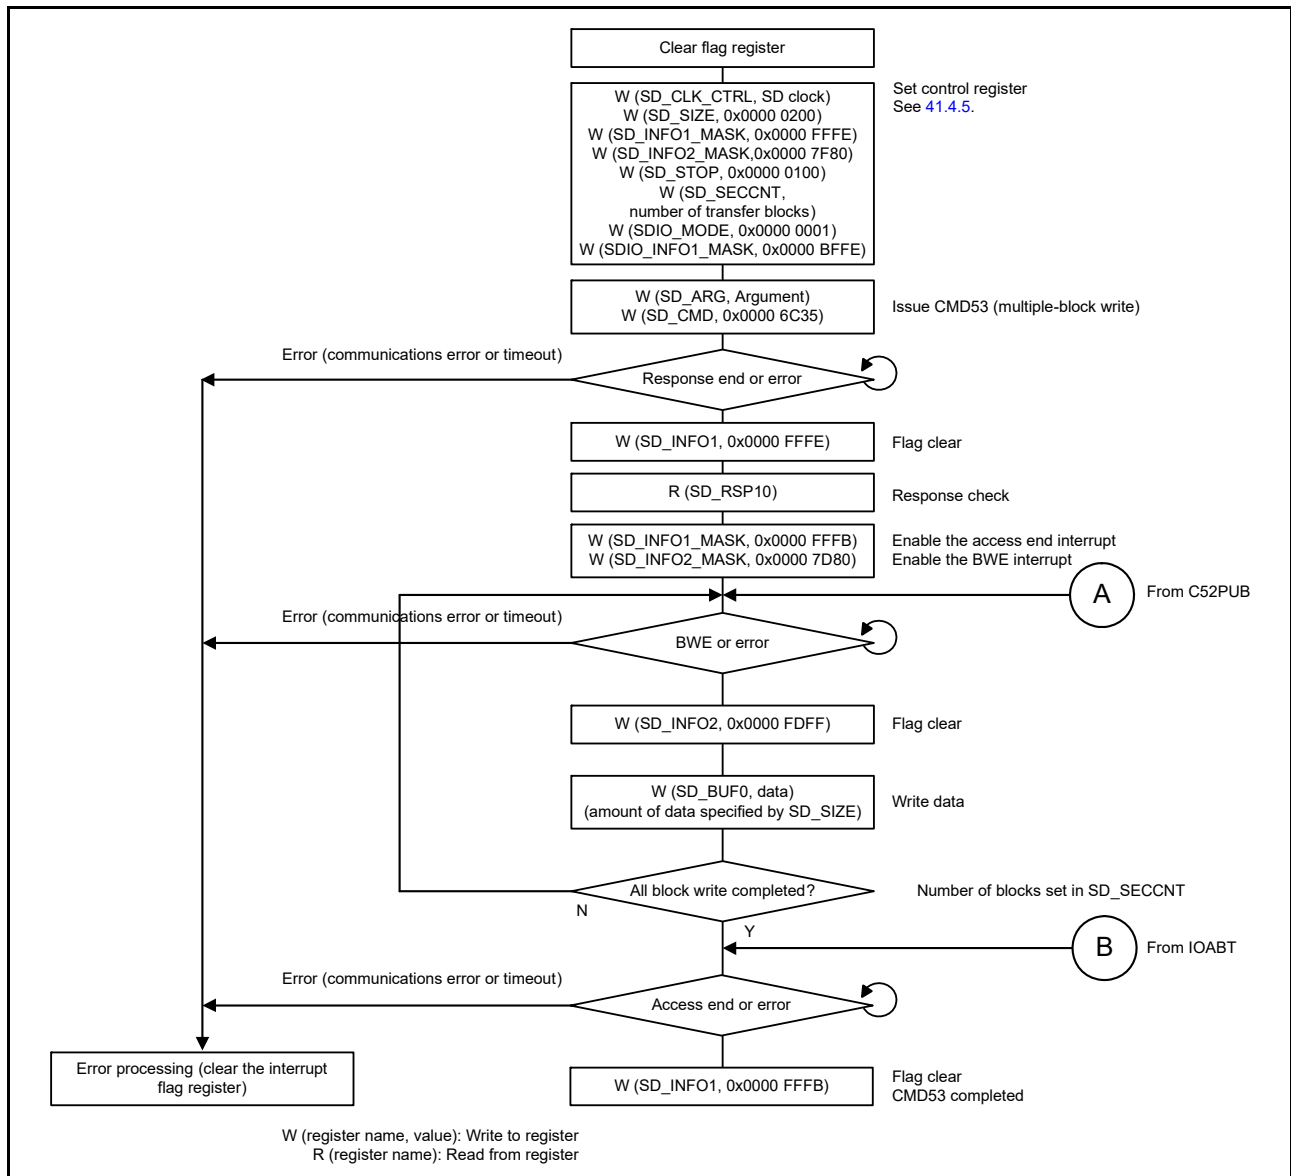 Clear flag register
W (SD_CLK_CTRL, SD clock)
W (SD_SIZE, 0x0000 0200)
W (SD_INFO1_MASK, 0x0000 FFFE)
W (SD_INFO2_MASK,0x0000 7F80)
W (SD_STOP, 0x0000 0100)
W (SD_SECCNT,
number of transfer blocks)
W (SDIO_MODE, 0x0000 0001)
W (SDIO_INFO1_MASK, 0x0000 BFFE)
Set control register
See 41.4.5.
W (SD_ARG, Argument)
W (SD_CMD, 0x0000 6C35)
Issue CMD53 (multiple-block write)
Error (communications error or timeout)
Response end or error
W (SD_INFO1, 0x0000 FFFE)
Flag clear
R (SD_RSP10)
Response check
W (SD_INFO1_MASK, 0x0000 FFFB)
W (SD_INFO2_MASK, 0x0000 7D80)
Enable the access end interrupt
Enable the BWE interrupt
A
From C52PUB
Error (communications error or timeout)
BWE or error
W (SD_INFO2, 0x0000 FDFF)
Flag clear
W (SD_BUF0, data)
(amount of data specified by SD_SIZE)
Write data
All block write completed?
Number of blocks set in SD_SECCNT
N
Y
B
From IOABT
Error (communications error or timeout)
Access end or error
Error processing (clear the interrupt
flag register)
W (SD_INFO1, 0x0000 FFFB)
Flag clear
CMD53 completed
W (register name, value): Write to register
R (register name): Read from register